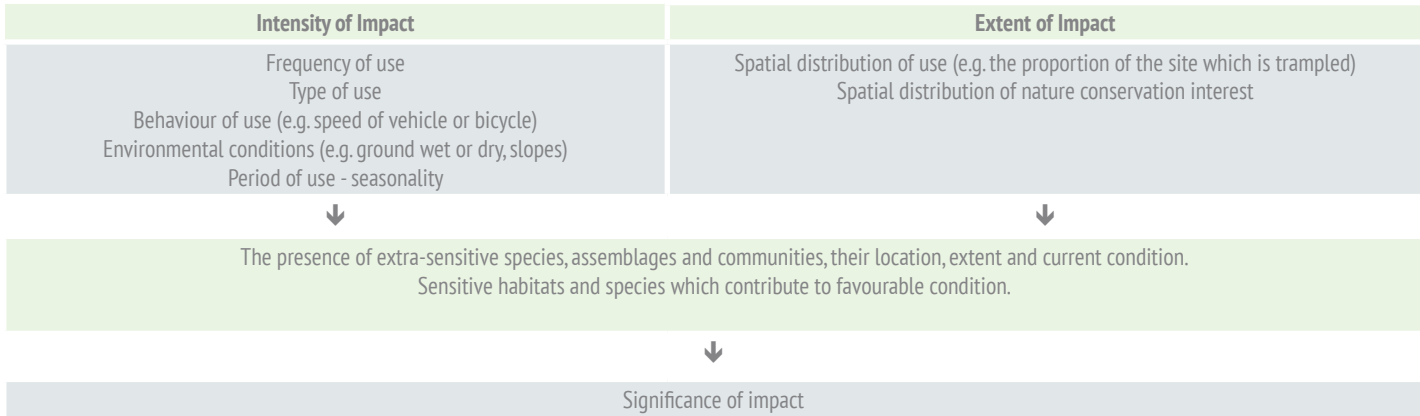 Intensity of Impact
Frequency of use
Type of use
Behaviour of use (e.g. speed of vehicle or bicycle)
Environmental conditions (e.g. ground wet or dry, slopes)
Period of use - seasonality
Extent of Impact
Spatial distribution of use (e.g. the proportion of the site which is trampled)
Spatial distribution of nature conservation interest
The presence of extra-sensitive species, assemblages and communities, their location, extent and current condition.
Sensitive habitats and species which contribute to favourable condition.
Significance of impact